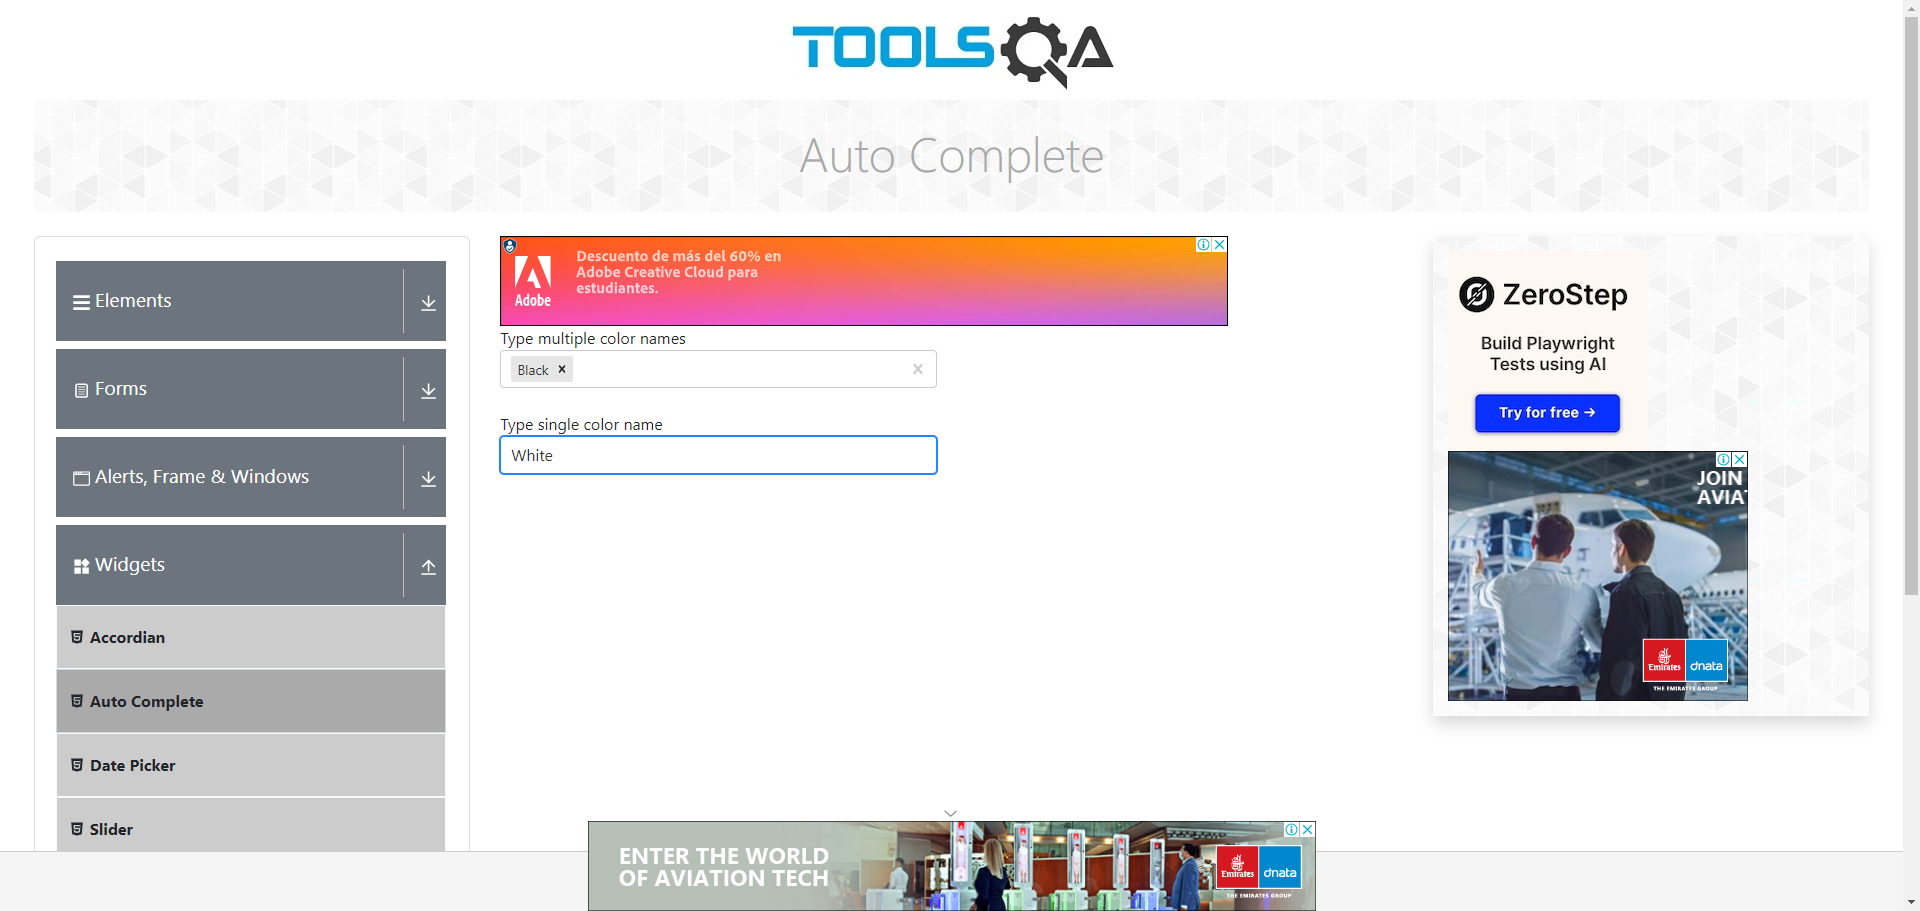 TOOLSQA
Auto Complete
Elements
Forms
Alerts, Frame & Windows
Widgets
Accordian
Auto Complete
Date Picker
Slider
Adobe
Descuento de más del 60% en
Adobe Creative Cloud para
estudiantes.
Type multiple color names
Black
Type single color name
White
ZeroStep
Build Playwright
Tests using AI
Try for free →
JOIN
AVIAT
Emirates
dnata
THE EMIRATES GROUP
ENTER THE WORLD
OF AVIATION TECH
Emirates
dnata
THE EMIRATES GROUP